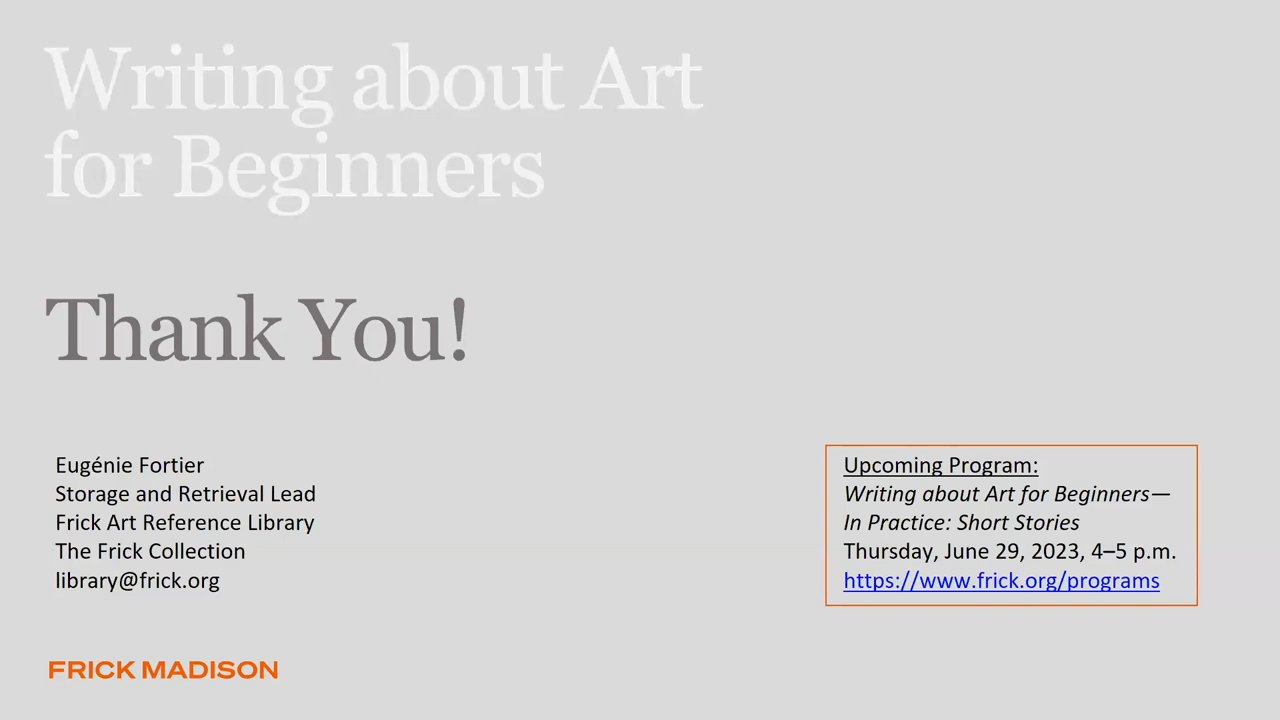 Writing about Art
for Beginners
Thank You!
Eugénie Fortier
Storage and Retrieval Lead
Frick Art Reference Library
The Frick Collection
library@frick.org
Upcoming Program:
Writing about Art for Beginners—
In Practice: Short Stories
Thursday, June 29, 2023, 4–5 p.m.
https://www.frick.org/programs
FRICK MADISON